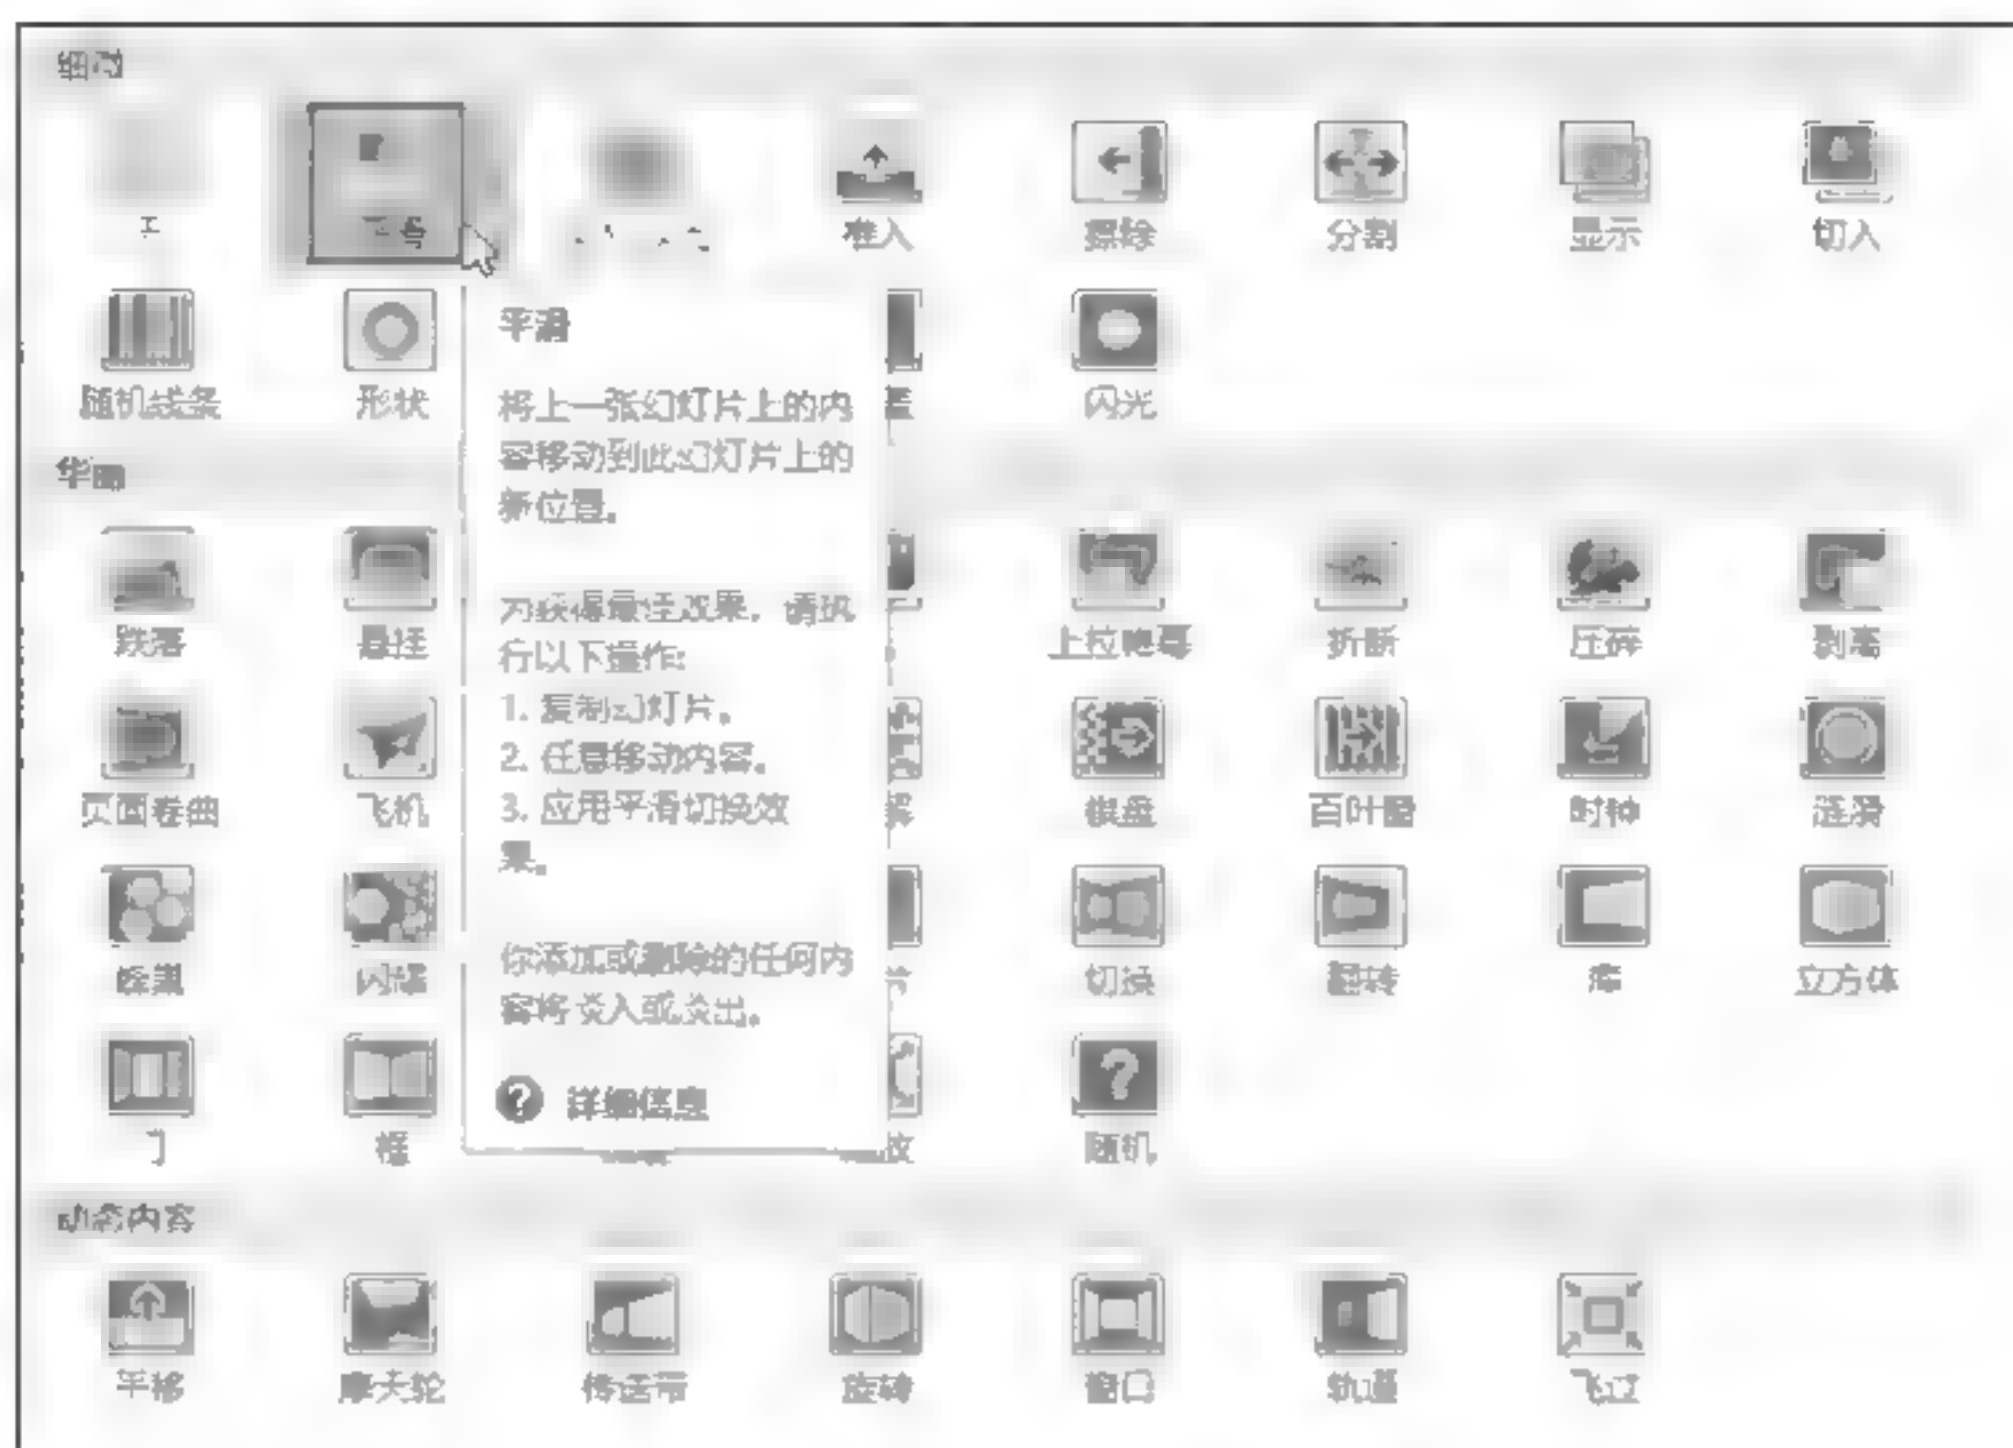 细微
推入 擦除 分割 显示 切入
随机线条 形状 闪光
平滑
将上一张幻灯片上的内
容移动到此幻灯片上的
新位置。
为获得最佳效果，请执
行以下操作:
1. 复制幻灯片。
2. 任意移动内容。
3. 应用平滑切换效
果。
你添加或删除的任何内
容将淡入或淡出。
详细信息
华丽
跌落 悬挂 上拉帷幕 折断 压碎 剥离
页面卷曲 飞机 棋盘 百叶窗 时钟 涟漪
蜂巢 闪耀 切换 翻转 库 立方体
门 框 随机
动态内容
平移 摩天轮 传送带 旋转 窗口 轨道